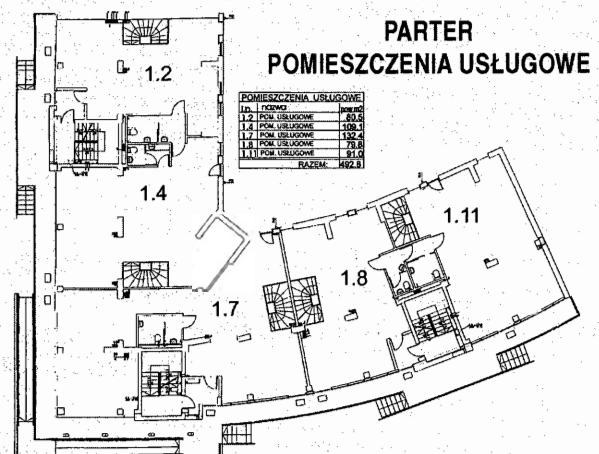 PARTER
POMIESZCZENIA USŁUGOWE
POMIESZCZENIA USŁUGOWE
l.n. nazwa pow m2
1.2 POM. USŁUGOWE 80.5
1.4 POM. USŁUGOWE 109.1
1.7 POM. USŁUGOWE 132.4
1.8 POM. USŁUGOWE 79.8
1.11 POM. USŁUGOWE 91.0
RAZEM: 492.8
1.2
1.4
1.11
1.8
1.7